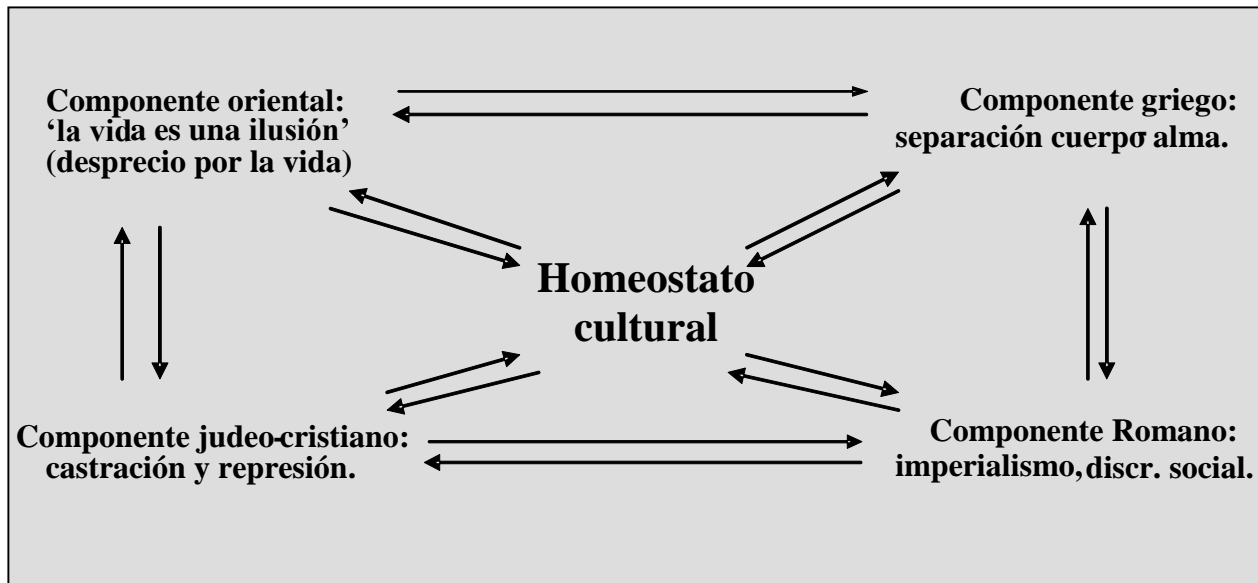 Componente oriental:
‘la vida es una ilusión’
(desprecio por la vida)
Componente griego:
separación cuerpσ alma.
Homeostato
cultural
Componente judeo-cristiano:
castración y represión.
Componente Romano:
imperialismo, discr. social.